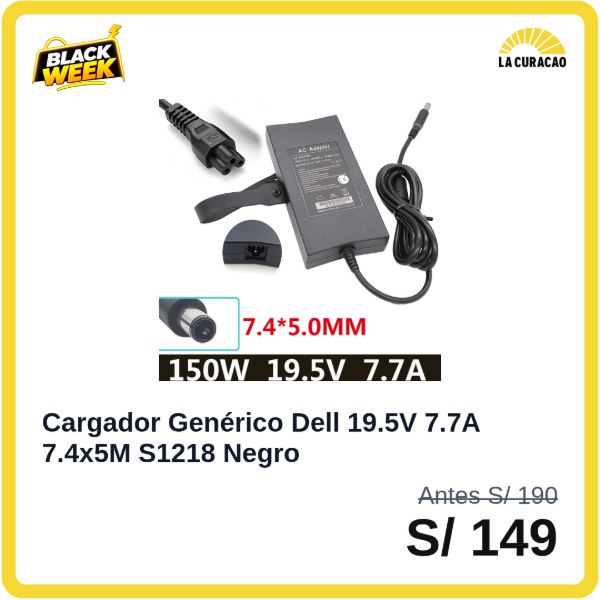 BLACK
WEEK
LA CURACAO
AC Adapter
7.4*5.0MM
150W 19.5V 7.7A
Cargador Genérico Dell 19.5V 7.7A
7.4x5M S1218 Negro
Antes S/ 190
S/ 149